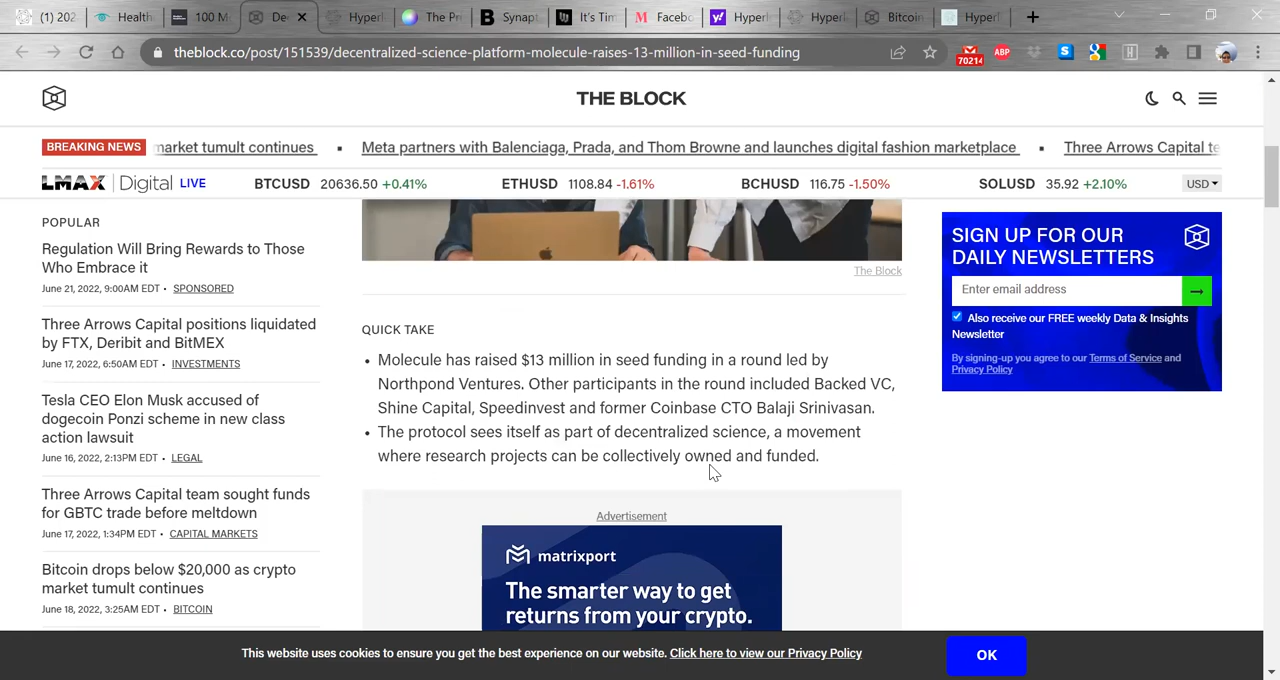 (1) 202
Health
100 M
De
Hyperl
The Pr
Synapt
It's Tim
Facebo
Hyperli
Hyperl
Bitcoin
Hyperl
theblock.co/post/151539/decentralized-science-platform-molecule-raises-13-million-in-seed-funding
70214
ABP
THE BLOCK
BREAKING NEWS market tumult continues ▪ Meta partners with Balenciaga, Prada, and Thom Browne and launches digital fashion marketplace ▪ Three Arrows Capital te
LMAX Digital LIVE BTCUSD 20636.50 +0.41% ETHUSD 1108.84 -1.61% BCHUSD 116.75 -1.50% SOLUSD 35.92 +2.10% USD
POPULAR
Regulation Will Bring Rewards to Those
Who Embrace it
June 21, 2022, 9:00AM EDT • SPONSORED
Three Arrows Capital positions liquidated
by FTX, Deribit and BitMEX
June 17, 2022, 6:50AM EDT • INVESTMENTS
Tesla CEO Elon Musk accused of
dogecoin Ponzi scheme in new class
action lawsuit
June 16, 2022, 2:13PM EDT • LEGAL
Three Arrows Capital team sought funds
for GBTC trade before meltdown
June 17, 2022, 1:34PM EDT • CAPITAL MARKETS
Bitcoin drops below $20,000 as crypto
market tumult continues
June 18, 2022, 3:25AM EDT • BITCOIN
The Block
QUICK TAKE
• Molecule has raised $13 million in seed funding in a round led by
Northpond Ventures. Other participants in the round included Backed VC,
Shine Capital, Speedinvest and former Coinbase CTO Balaji Srinivasan.
• The protocol sees itself as part of decentralized science, a movement
where research projects can be collectively owned and funded.
Advertisement
matrixport
The smarter way to get
returns from your crypto.
SIGN UP FOR OUR
DAILY NEWSLETTERS
Enter email address
Also receive our FREE weekly Data & Insights
Newsletter
By signing-up you agree to our Terms of Service and
Privacy Policy
This website uses cookies to ensure you get the best experience on our website. Click here to view our Privacy Policy
OK